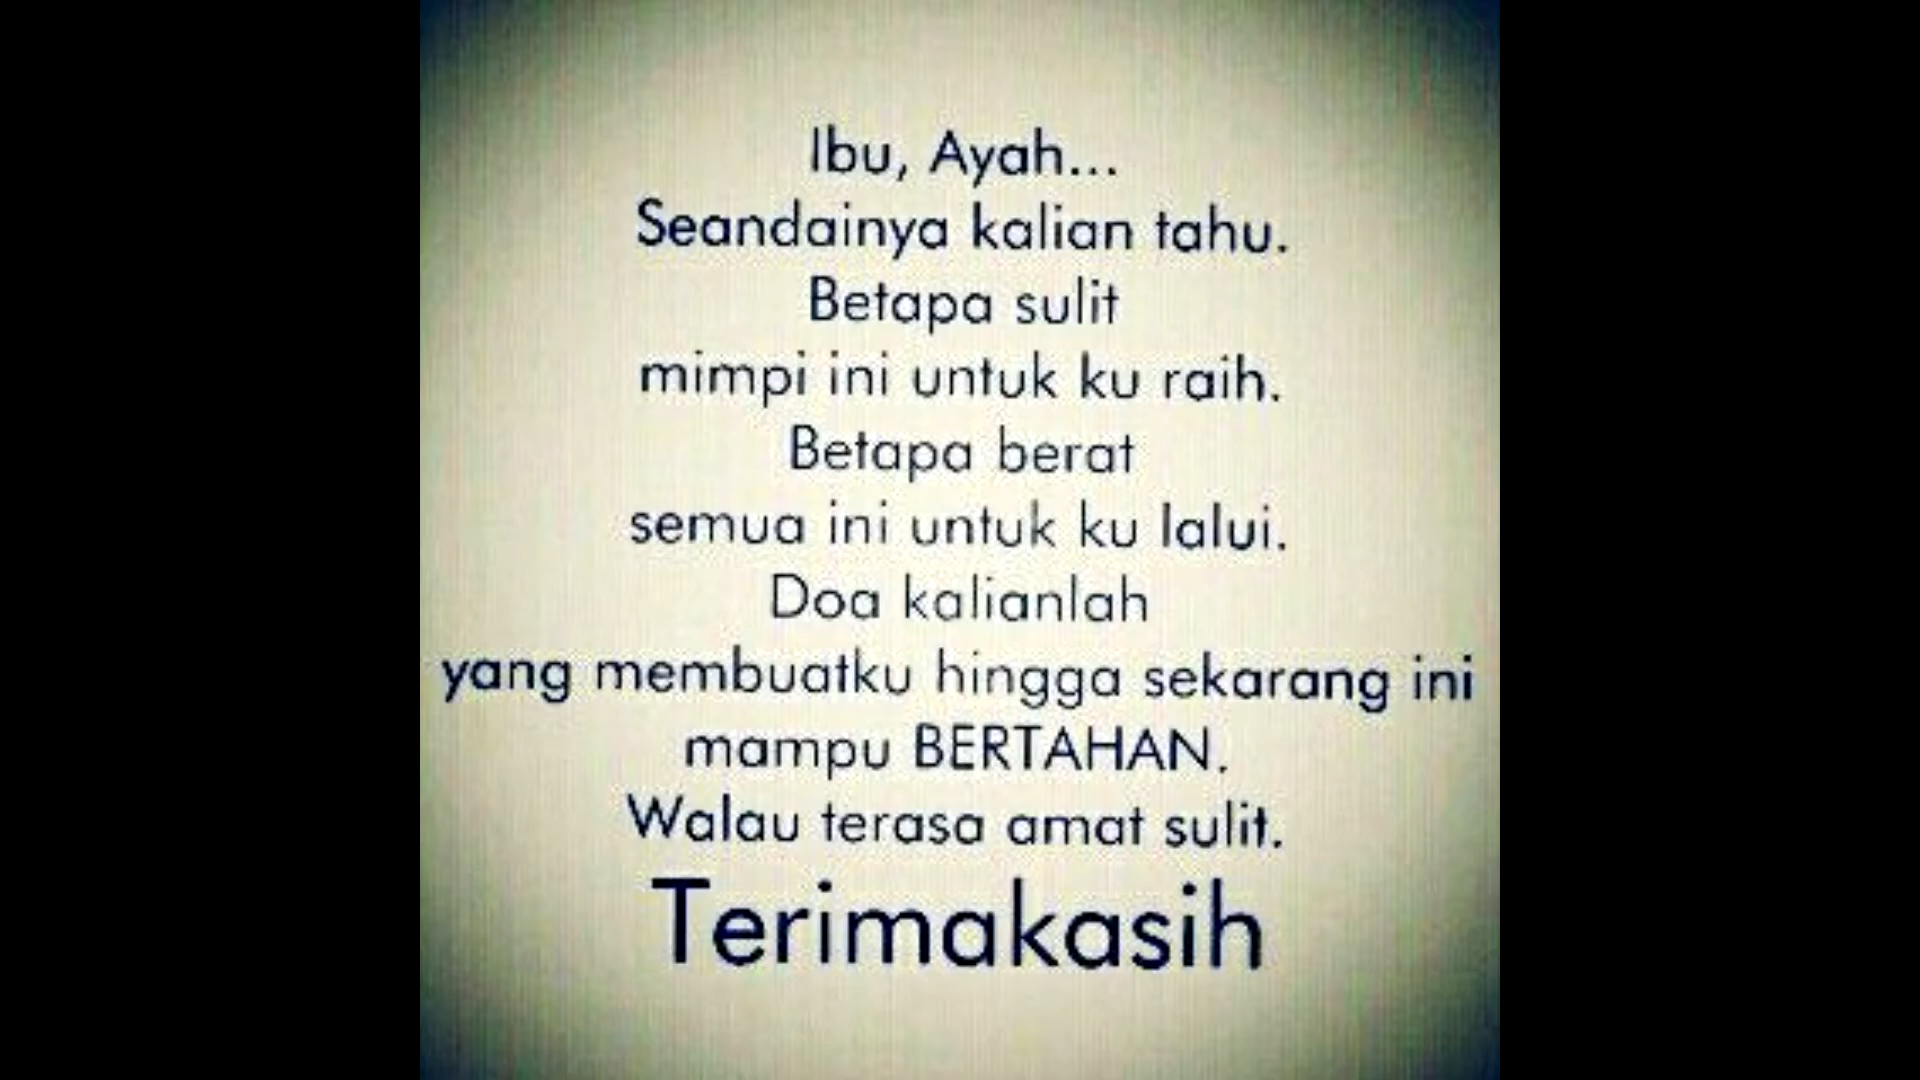 Ibu, Ayah...
Seandainya kalian tahu.
Betapa sulit
mimpi ini untuk ku raih.
Betapa berat
semua ini untuk ku lalui.
Doa kalianlah
yang membuatku hingga sekarang ini
mampu BERTAHAN.
Walau terasa amat sulit.
Terimakasih